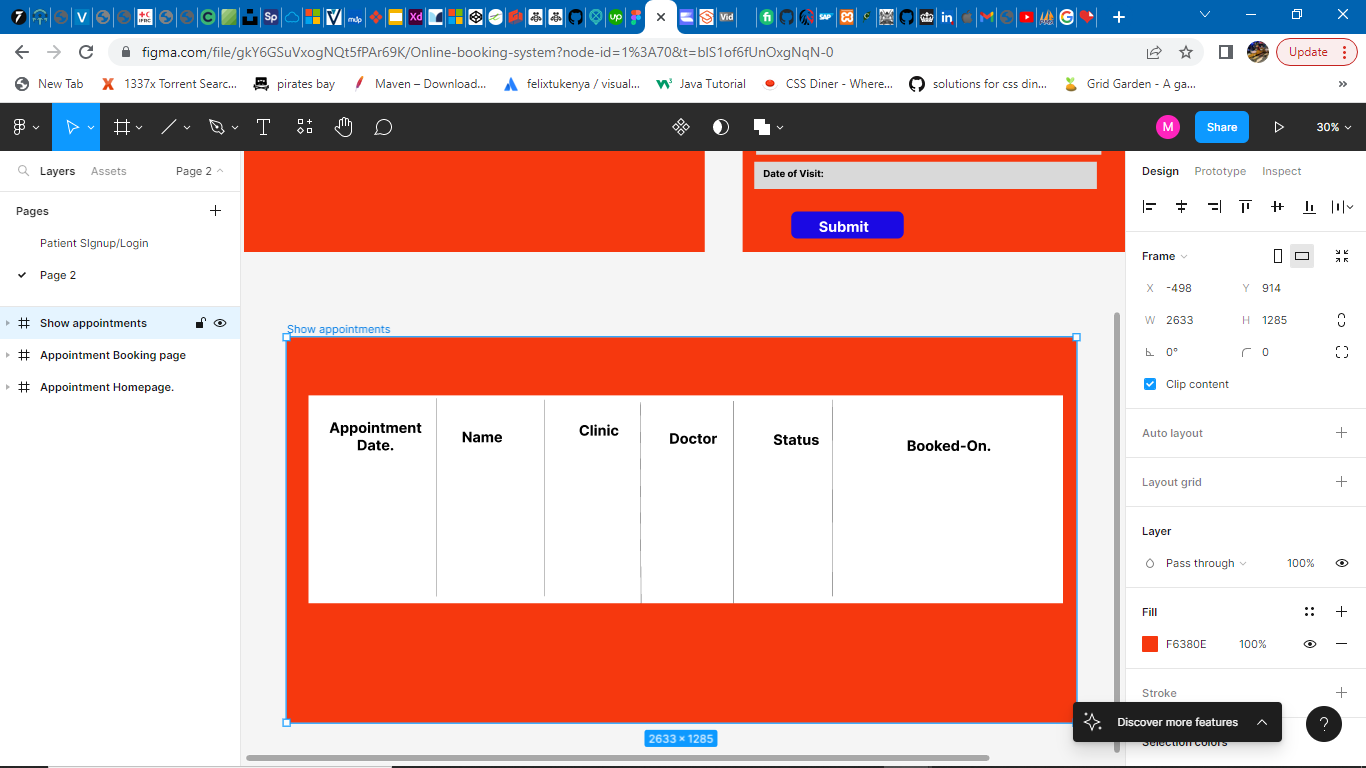 figma.com/file/gkY6GSuVxogNQt5fPAr69K/Online-booking-system?node-id=1%3A70&t=blS1of6fUnOxgNqN-0
Update
New Tab
1337x Torrent Searc...
pirates bay
Maven – Download...
felixtukenya / visual...
Java Tutorial
CSS Diner - Where...
solutions for css din...
Grid Garden - A ga...
»
M
Share
30%
Layers
Assets
Page 2
Pages
Patient SIgnup/Login
Page 2
Show appointments
Appointment Booking page
Appointment Homepage.
Date of Visit:
Submit
Show appointments
Appointment
Date.
Name
Clinic
Doctor
Status
Booked-On.
2633 × 1285
Design
Prototype
Inspect
Frame
X -498
Y 914
W 2633
H 1285
0°
0
Clip content
Auto layout
Layout grid
Layer
Pass through
100%
Fill
F6380E
100%
Stroke
Discover more features
?
Selection colors